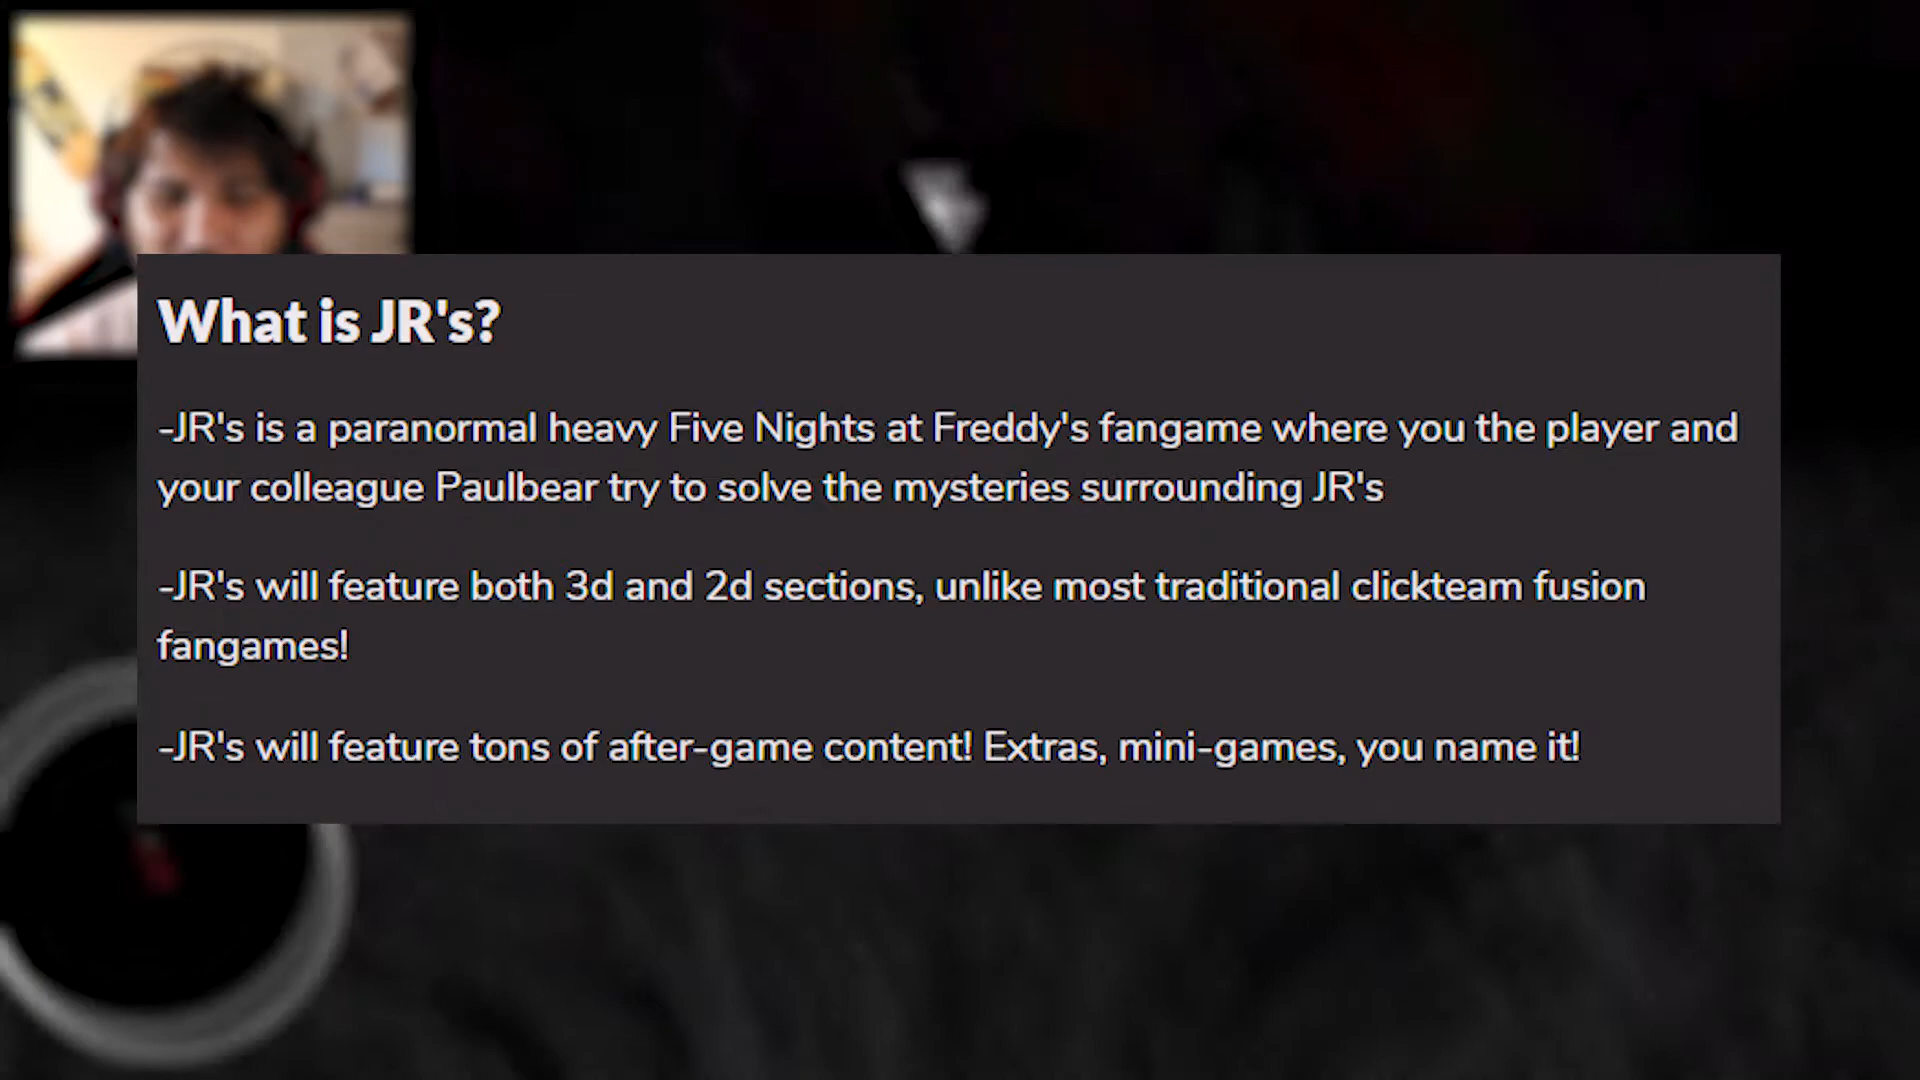 What is JR's?
-JR's is a paranormal heavy Five Nights at Freddy's fangame where you the player and
your colleague Paulbear try to solve the mysteries surrounding JR's
-JR's will feature both 3d and 2d sections, unlike most traditional clickteam fusion
fangames!
-JR's will feature tons of after-game content! Extras, mini-games, you name it!